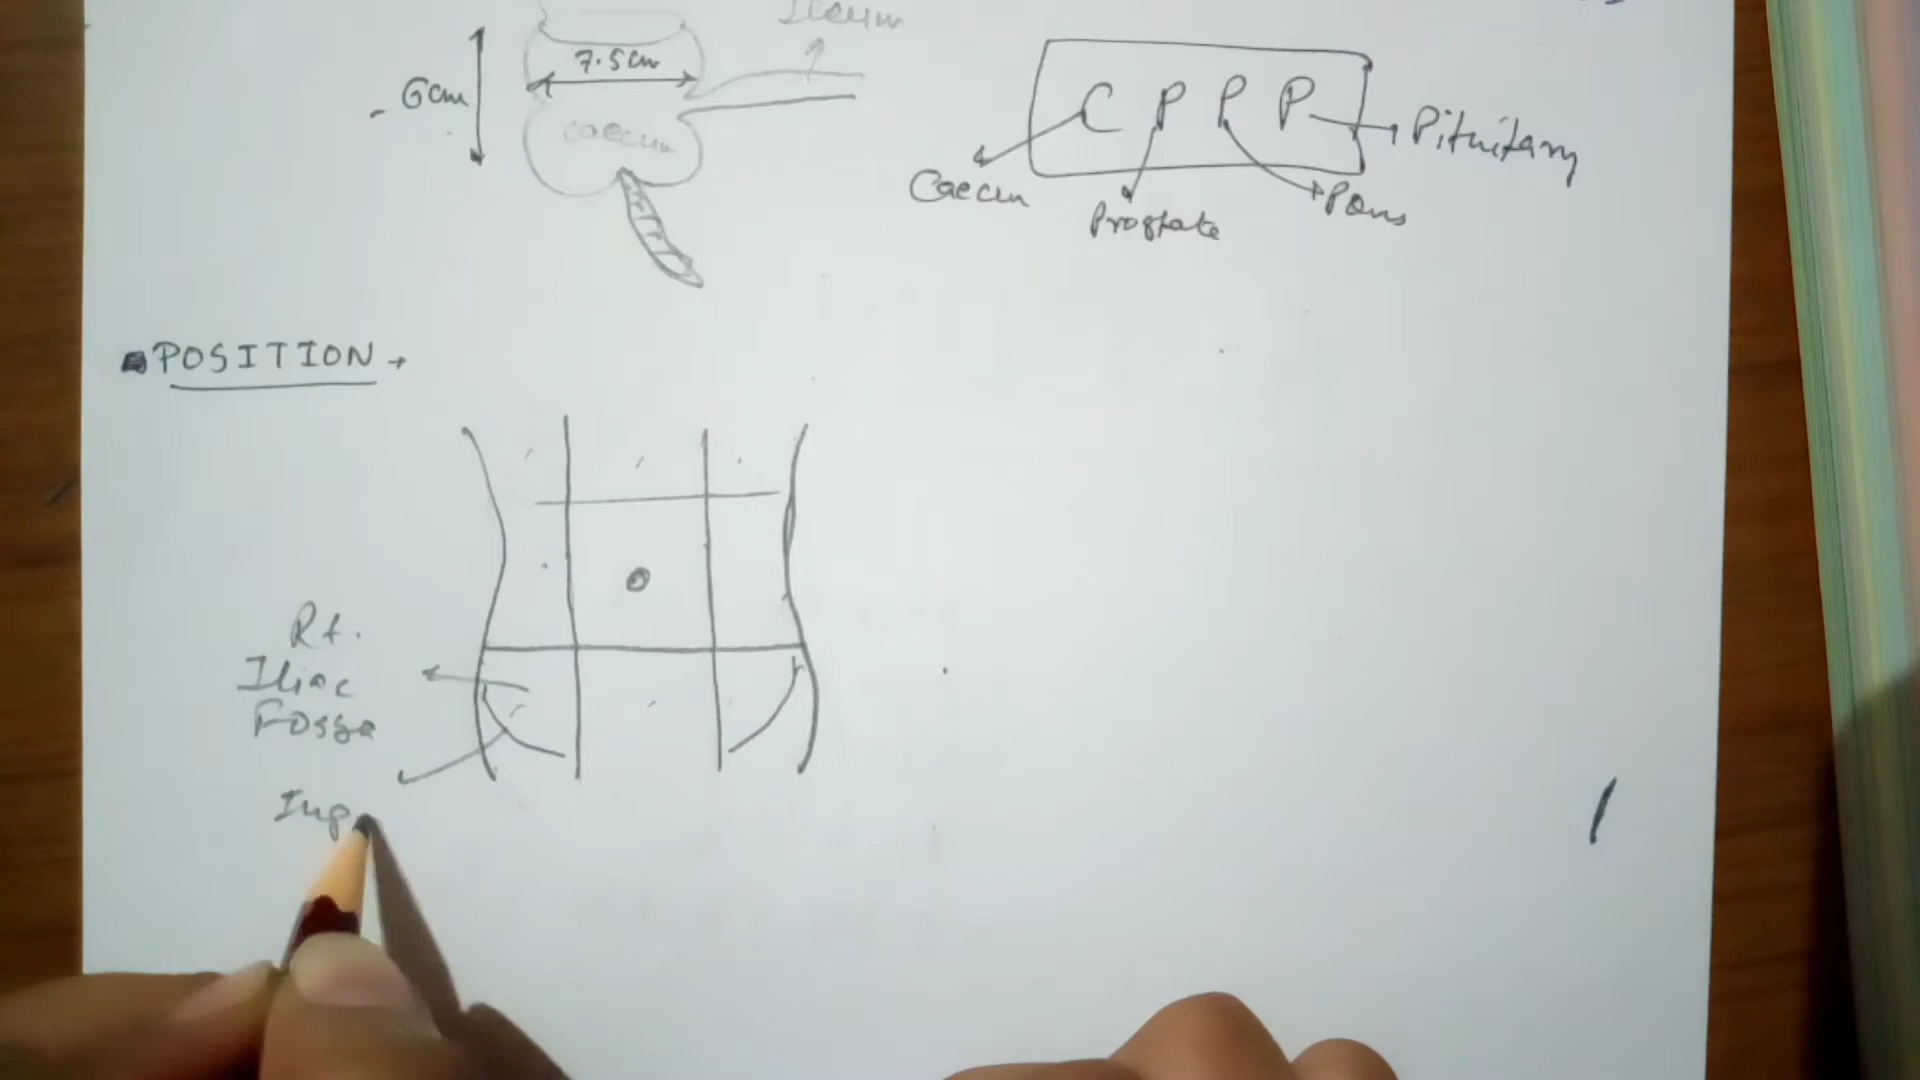 Ileum
7.5cm
6cm
caecum
C P P P
Pituitary
Caecum
Prostate
Pons
POSITION
Rt.
Iliac
Fossa
Ing